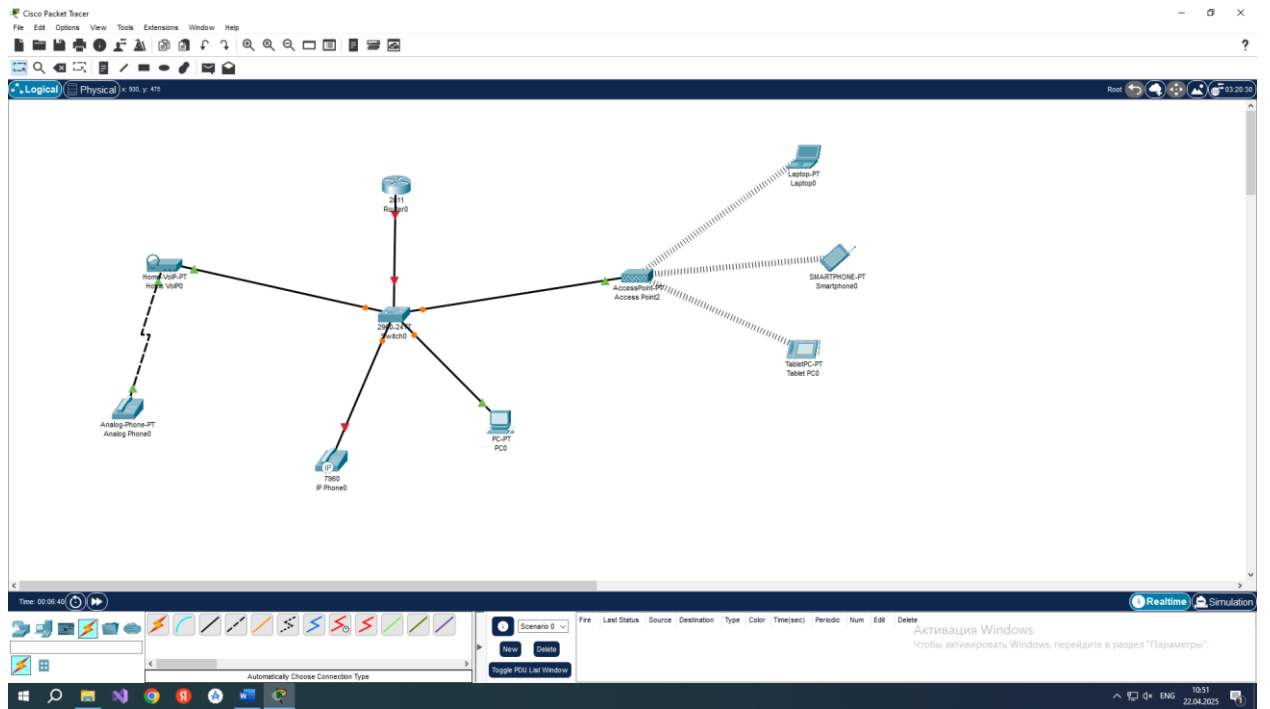 Cisco Packet Tracer
File Edit Options View Tools Extensions Window Help
?
Logical Physical x: 930, y: 475 Root 03:20:30
Laptop-PT
Laptop0
2811
Router0
Home-VoIP-PT
Home VoIP0
SMARTPHONE-PT
Smartphone0
AccessPoint-PT
Access Point2
2960-24TT
Switch0
TabletPC-PT
Tablet PC0
Analog-Phone-PT
Analog Phone0
PC-PT
PC0
IP
7960
IP Phone0
Time: 00:06:40 Realtime Simulation
Scenario 0
Fire Last Status Source Destination Type Color Time(sec) Periodic Num Edit Delete
New Delete
Toggle PDU List Window
Активация Windows
Чтобы активировать Windows, перейдите в раздел "Параметры".
Automatically Choose Connection Type
Я W ENG 10:51
22.04.2025